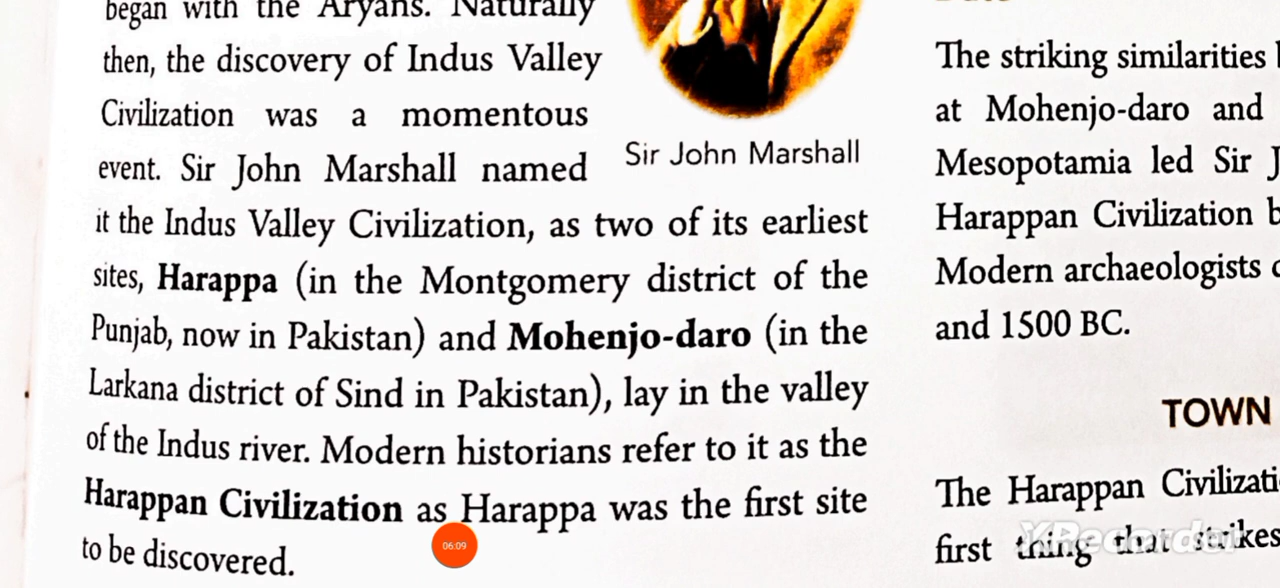 began with the Aryans. Naturally
then, the discovery of Indus Valley
Civilization was a momentous
event. Sir John Marshall named
it the Indus Valley Civilization, as two of its earliest
sites, Harappa (in the Montgomery district of the
Punjab, now in Pakistan) and Mohenjo-daro (in the
Larkana district of Sind in Pakistan), lay in the valley
of the Indus river. Modern historians refer to it as the
Harappan Civilization as Harappa was the first site
to be discovered.
Sir John Marshall
06:09
The striking similarities
at Mohenjo-daro and
Mesopotamia led Sir
Harappan Civilization
Modern archaeologists
and 1500 BC.
TOWN
The Harappan
first thing that strikes
XRecorder